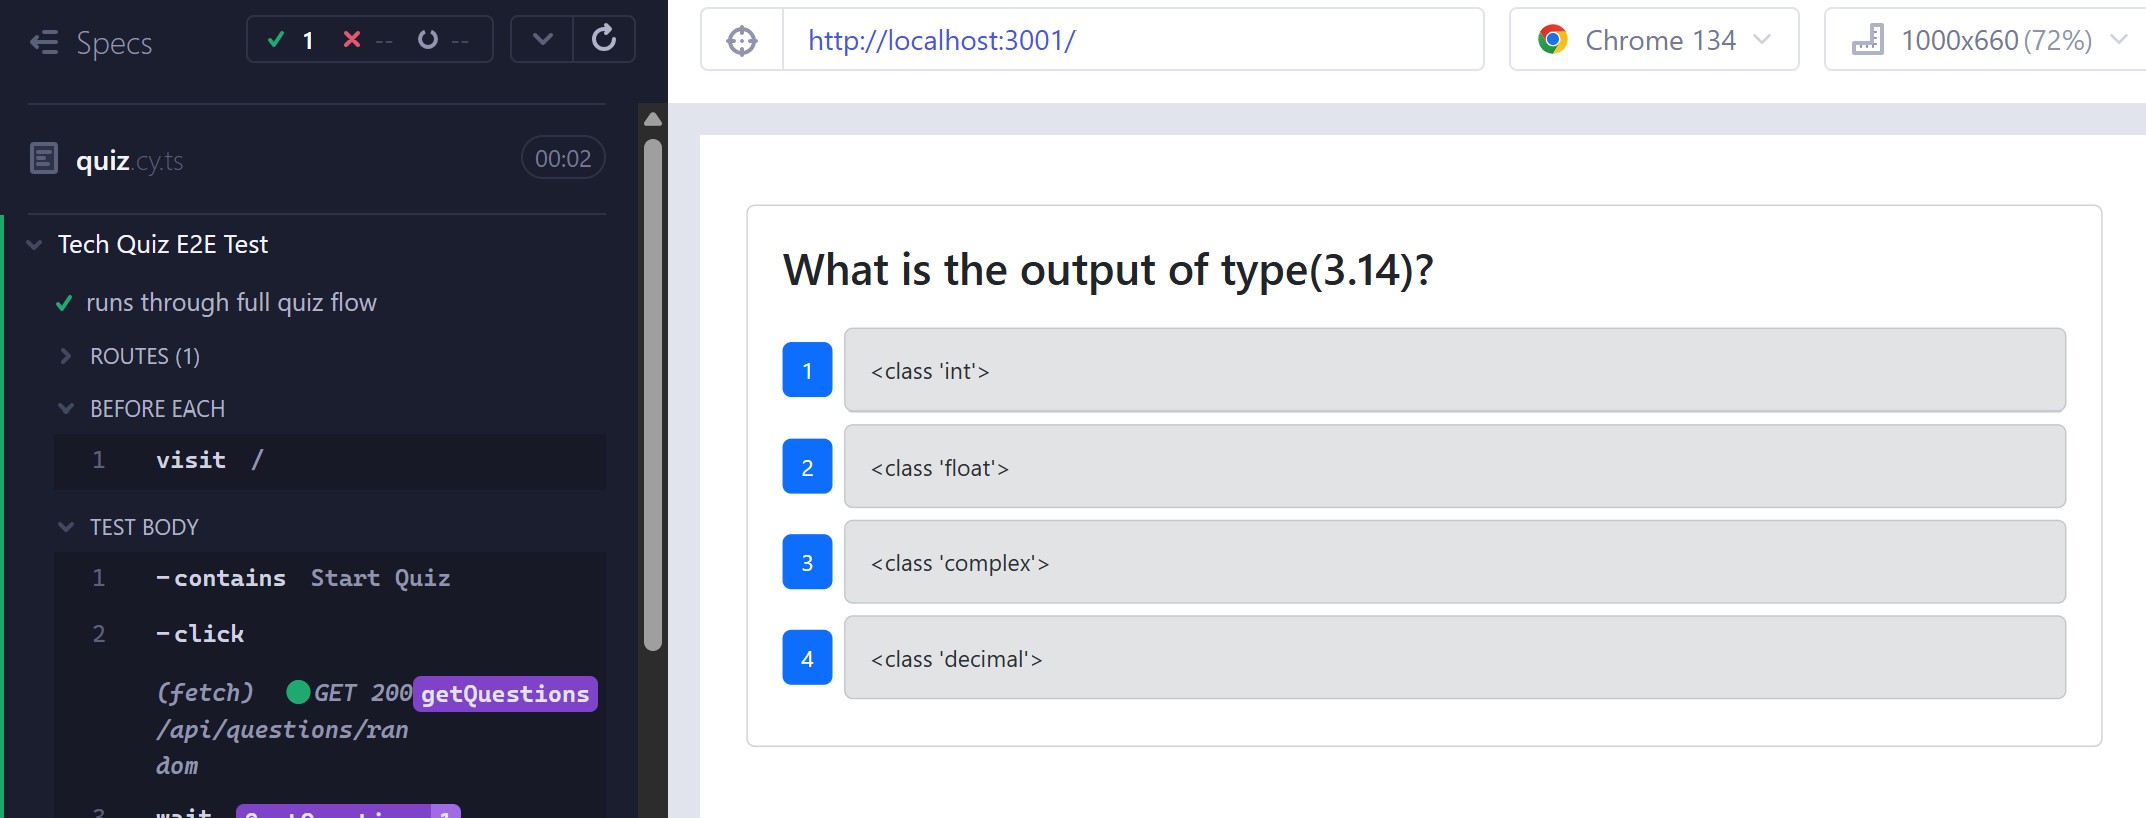 Specs
1 -- --
quiz.cy.ts
00:02
Tech Quiz E2E Test
runs through full quiz flow
ROUTES (1)
BEFORE EACH
1 visit /
TEST BODY
1 -contains Start Quiz
2 -click
(fetch) GET 200 getQuestions
/api/questions/ran
dom
http://localhost:3001/
Chrome 134
1000x660 (72%)
What is the output of type(3.14)?
1 <class 'int'>
2 <class 'float'>
3 <class 'complex'>
4 <class 'decimal'>